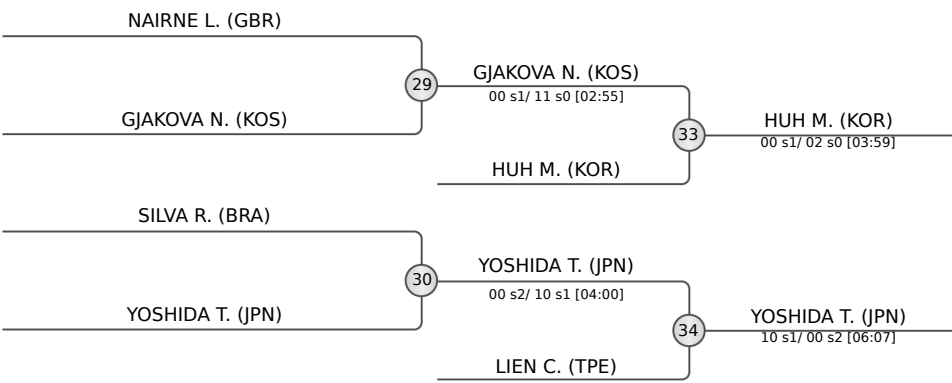 NAIRNE L. (GBR)
29
GJAKOVA N. (KOS)
GJAKOVA N. (KOS)
00 s1/ 11 s0 [02:55]
33
HUH M. (KOR)
HUH M. (KOR)
00 s1/ 02 s0 [03:59]
SILVA R. (BRA)
30
YOSHIDA T. (JPN)
YOSHIDA T. (JPN)
00 s2/ 10 s1 [04:00]
34
LIEN C. (TPE)
YOSHIDA T. (JPN)
10 s1/ 00 s2 [06:07]